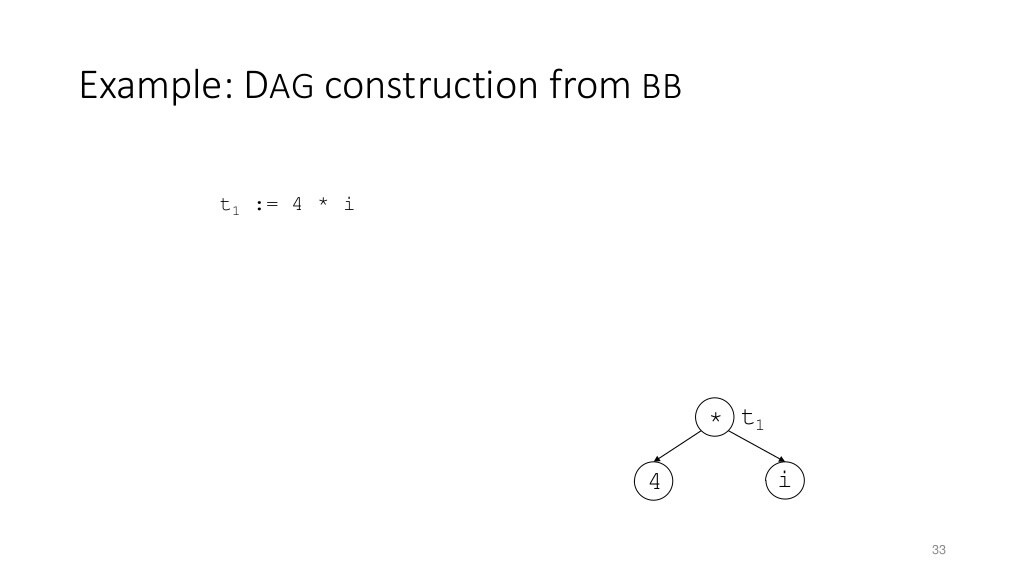 Example: DAG construction from BB
t₁ := 4 * i
* t₁
4 i
33